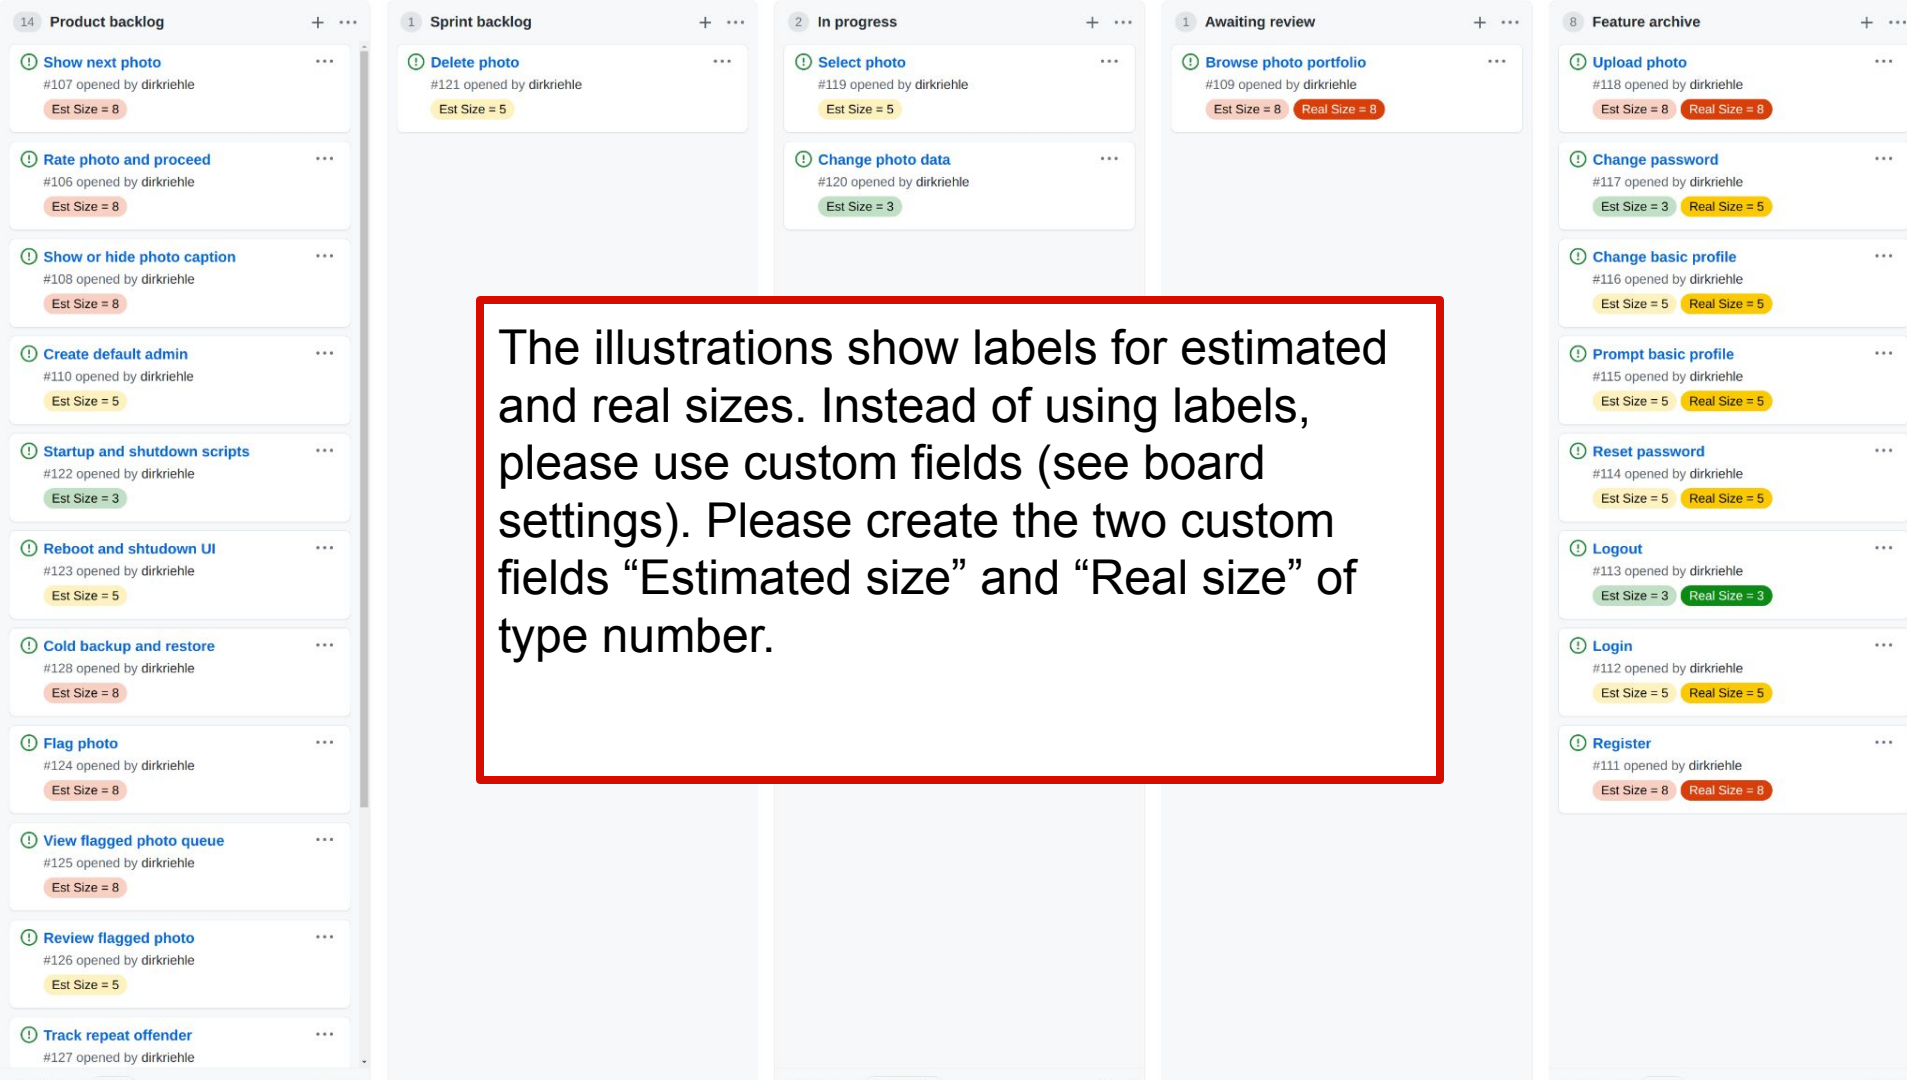 14 Product backlog
Show next photo
#107 opened by dirkriehle
Est Size = 8
Rate photo and proceed
#106 opened by dirkriehle
Est Size = 8
Show or hide photo caption
#108 opened by dirkriehle
Est Size = 8
Create default admin
#110 opened by dirkriehle
Est Size = 5
Startup and shutdown scripts
#122 opened by dirkriehle
Est Size = 3
Reboot and shtudown UI
#123 opened by dirkriehle
Est Size = 5
Cold backup and restore
#128 opened by dirkriehle
Est Size = 8
Flag photo
#124 opened by dirkriehle
Est Size = 8
View flagged photo queue
#125 opened by dirkriehle
Est Size = 8
Review flagged photo
#126 opened by dirkriehle
Est Size = 5
Track repeat offender
#127 opened by dirkriehle
1 Sprint backlog
Delete photo
#121 opened by dirkriehle
Est Size = 5
2 In progress
Select photo
#119 opened by dirkriehle
Est Size = 5
Change photo data
#120 opened by dirkriehle
Est Size = 3
1 Awaiting review
Browse photo portfolio
#109 opened by dirkriehle
Est Size = 8 Real Size = 8
The illustrations show labels for estimated
and real sizes. Instead of using labels,
please use custom fields (see board
settings). Please create the two custom
fields “Estimated size” and “Real size” of
type number.
8 Feature archive
Upload photo
#118 opened by dirkriehle
Est Size = 8 Real Size = 8
Change password
#117 opened by dirkriehle
Est Size = 3 Real Size = 5
Change basic profile
#116 opened by dirkriehle
Est Size = 5 Real Size = 5
Prompt basic profile
#115 opened by dirkriehle
Est Size = 5 Real Size = 5
Reset password
#114 opened by dirkriehle
Est Size = 5 Real Size = 5
Logout
#113 opened by dirkriehle
Est Size = 3 Real Size = 3
Login
#112 opened by dirkriehle
Est Size = 5 Real Size = 5
Register
#111 opened by dirkriehle
Est Size = 8 Real Size = 8